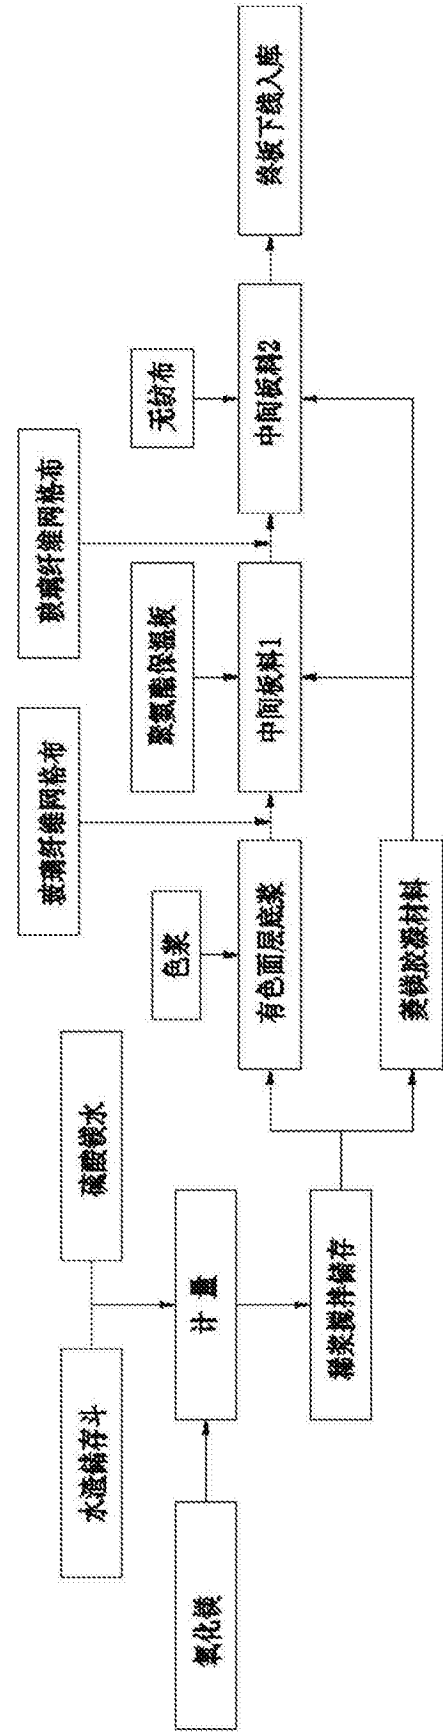 氧化镁
水渣储存斗
硫酸镁水
计量
稀浆搅拌储存
色浆
有色面层底浆
菱镁胶凝材料
玻璃纤维网格布
聚氨酯保温板
中间板料1
玻璃纤维网格布
无纺布
中间板料2
终板下线入库